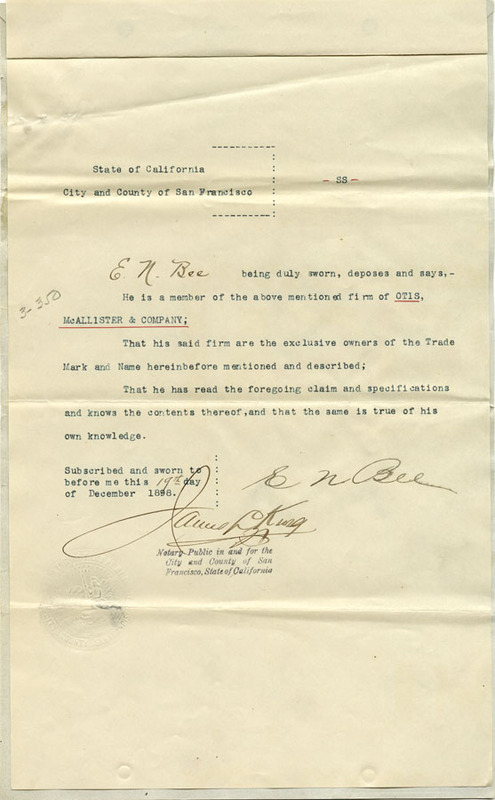 State of California
City and County of San Francisco
- SS -
E. N. Bee being duly sworn, deposes and says,-
He is a member of the above mentioned firm of OTIS,
3-350
McALLISTER & COMPANY;
That his said firm are the exclusive owners of the Trade
Mark and Name hereinbefore mentioned and described;
That he has read the foregoing claim and specifications
and knows the contents thereof,and that the same is true of his
own knowledge.
Subscribed and sworn to
before me this 19th day
of December 1898.
E N Bee
James L. King
Notary Public in and for the
City and County of San
Francisco, State of California